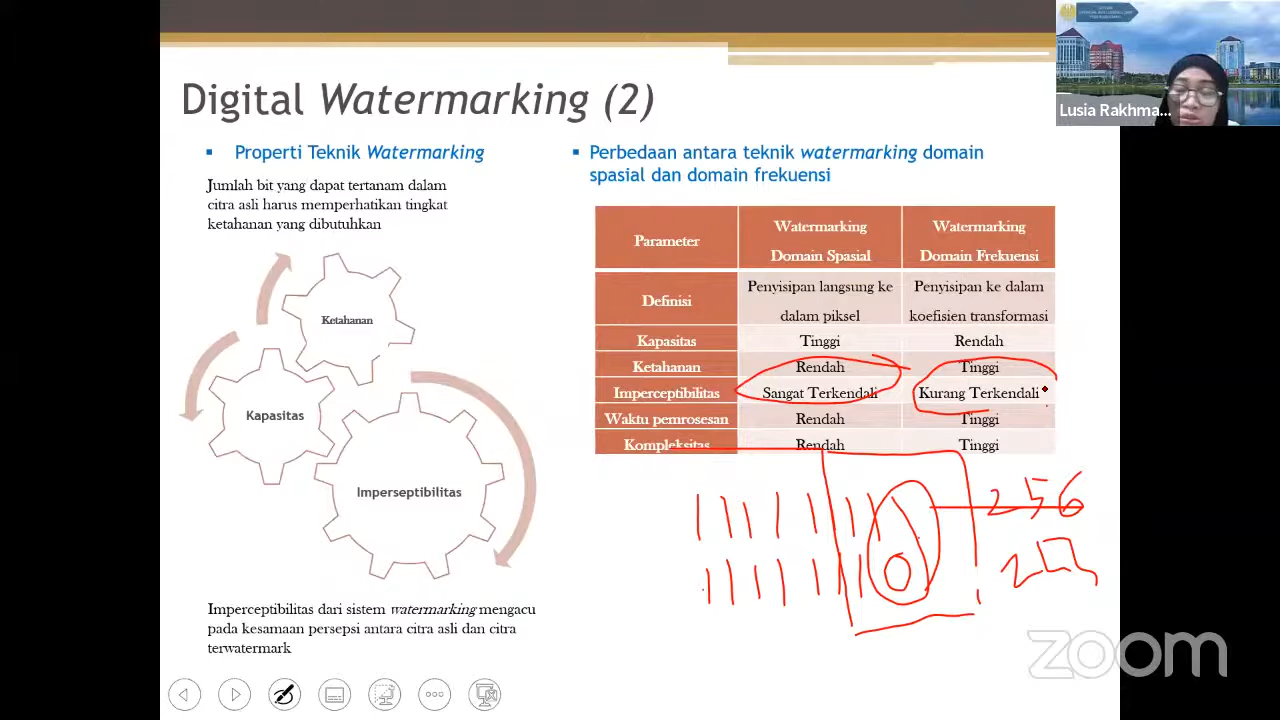 Digital Watermarking (2)
Properti Teknik Watermarking
Jumlah bit yang dapat tertanam dalam
citra asli harus memperhatikan tingkat
ketahanan yang dibutuhkan
Ketahanan
Kapasitas
Imperseptibilitas
Imperceptibilitas dari sistem watermarking mengacu
pada kesamaan persepsi antara citra asli dan citra
terwatermark
Perbedaan antara teknik watermarking domain
spasial dan domain frekuensi
Parameter
Watermarking
Domain Spasial
Watermarking
Domain Frekuensi
Definisi
Penyisipan langsung ke
dalam piksel
Penyisipan ke dalam
koefisien transformasi
Kapasitas Tinggi Rendah
Ketahanan Rendah Tinggi
Imperceptibilitas Sangat Terkendali Kurang Terkendali
Waktu pemrosesan Rendah Tinggi
Kompleksitas Rendah Tinggi
256
Lusia Rakhma...
zoom